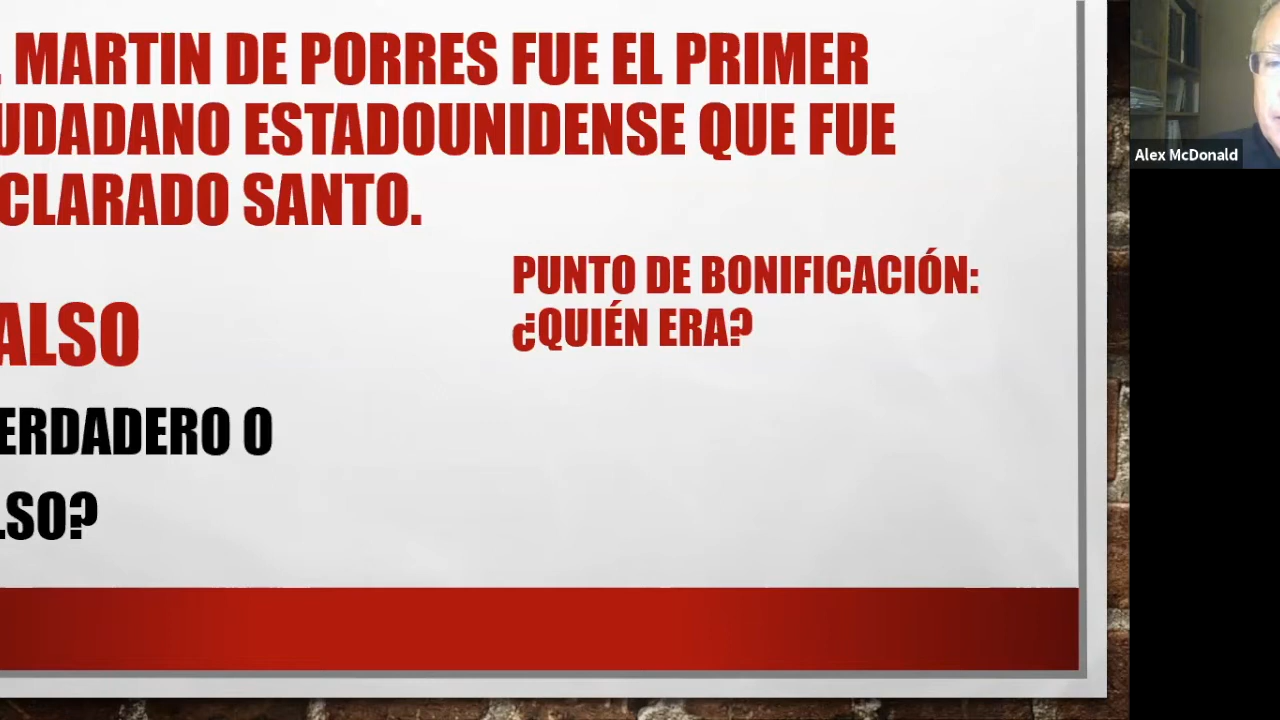 MARTIN DE PORRES FUE EL PRIMER
UDADANO ESTADOUNIDENSE QUE FUE
CLARADO SANTO.
PUNTO DE BONIFICACIÓN:
¿QUIÉN ERA?
ALSO
ERDADERO O
LSO?
Alex McDonald